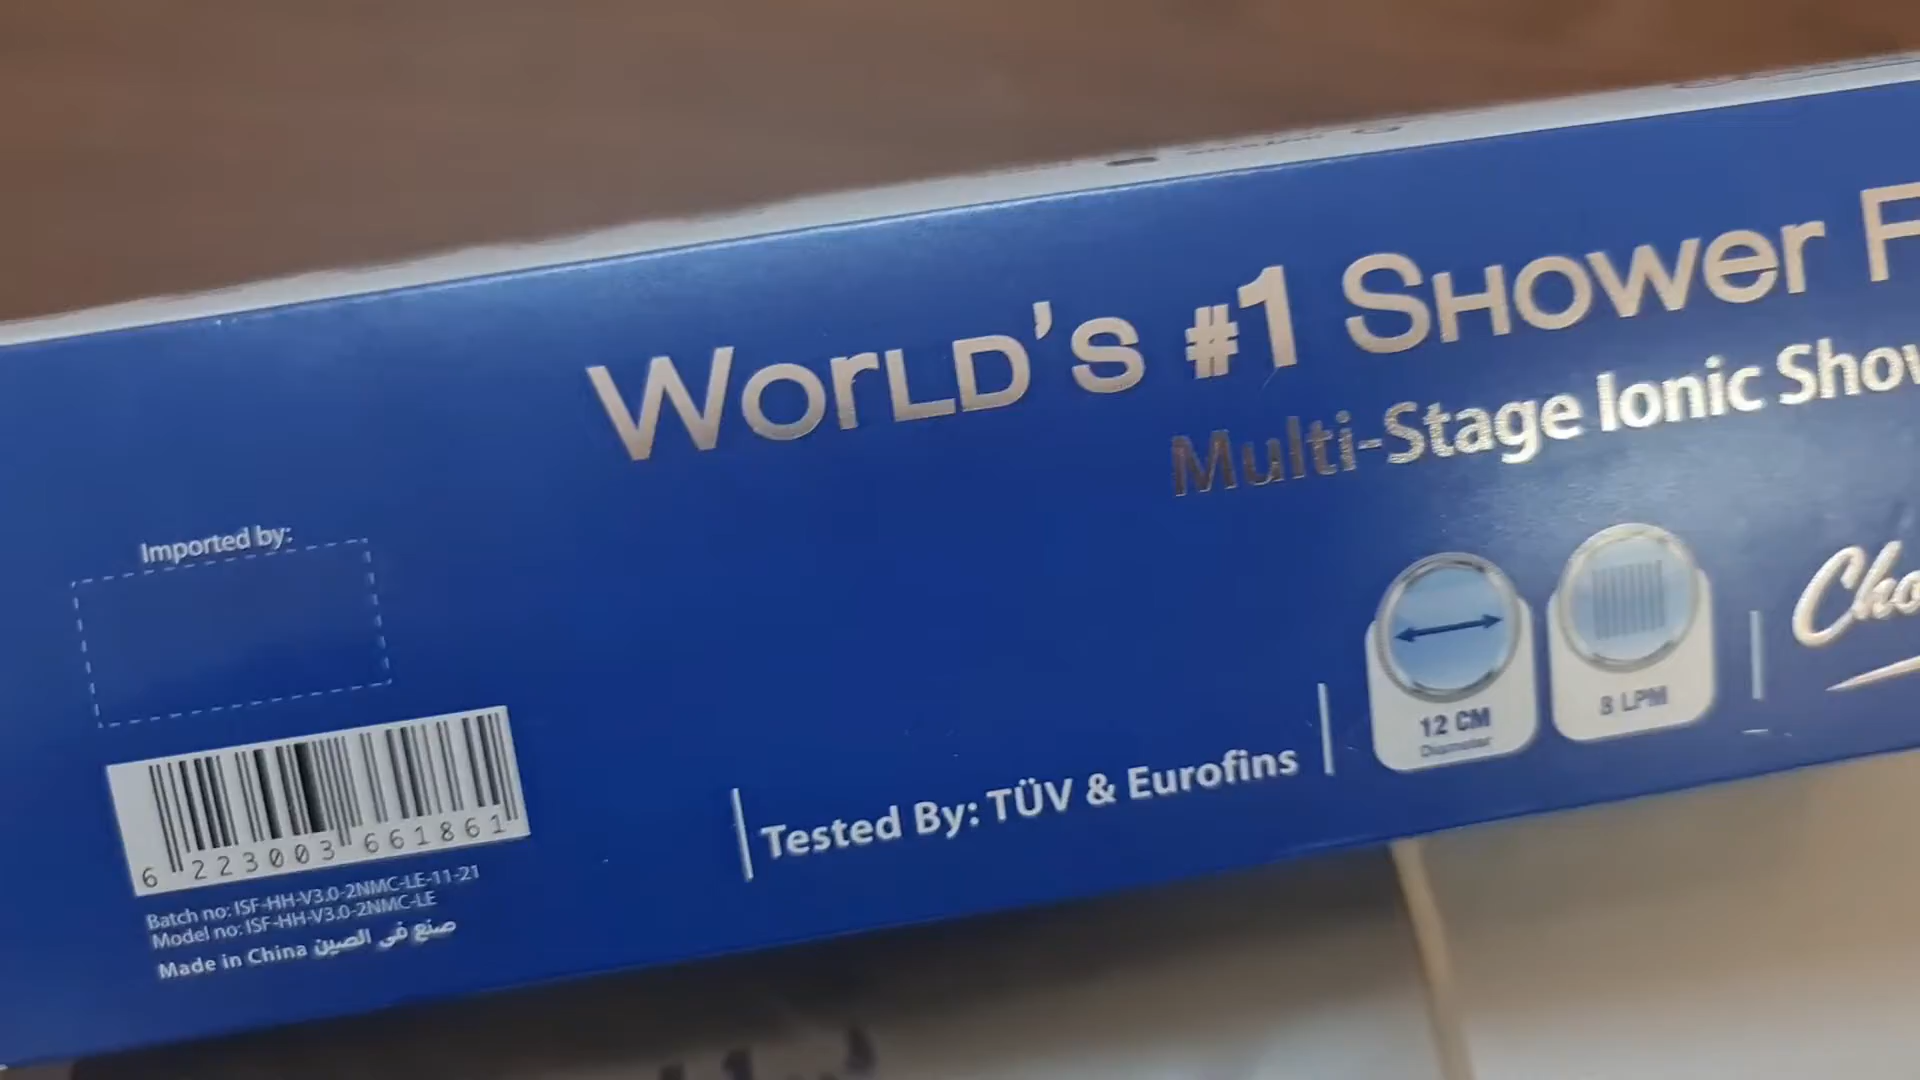 World's #1 Shower F
Multi-Stage Ionic Show
Imported by:
12 CM
Diameter
8 LPM
Cho
Tested By: TÜV & Eurofins
6 223003 661861
Batch no: ISF-HH-V3.0-2NMC-LE-11-21
Model no: ISF-HH-V3.0-2NMC-LE
Made in China صنع في الصين